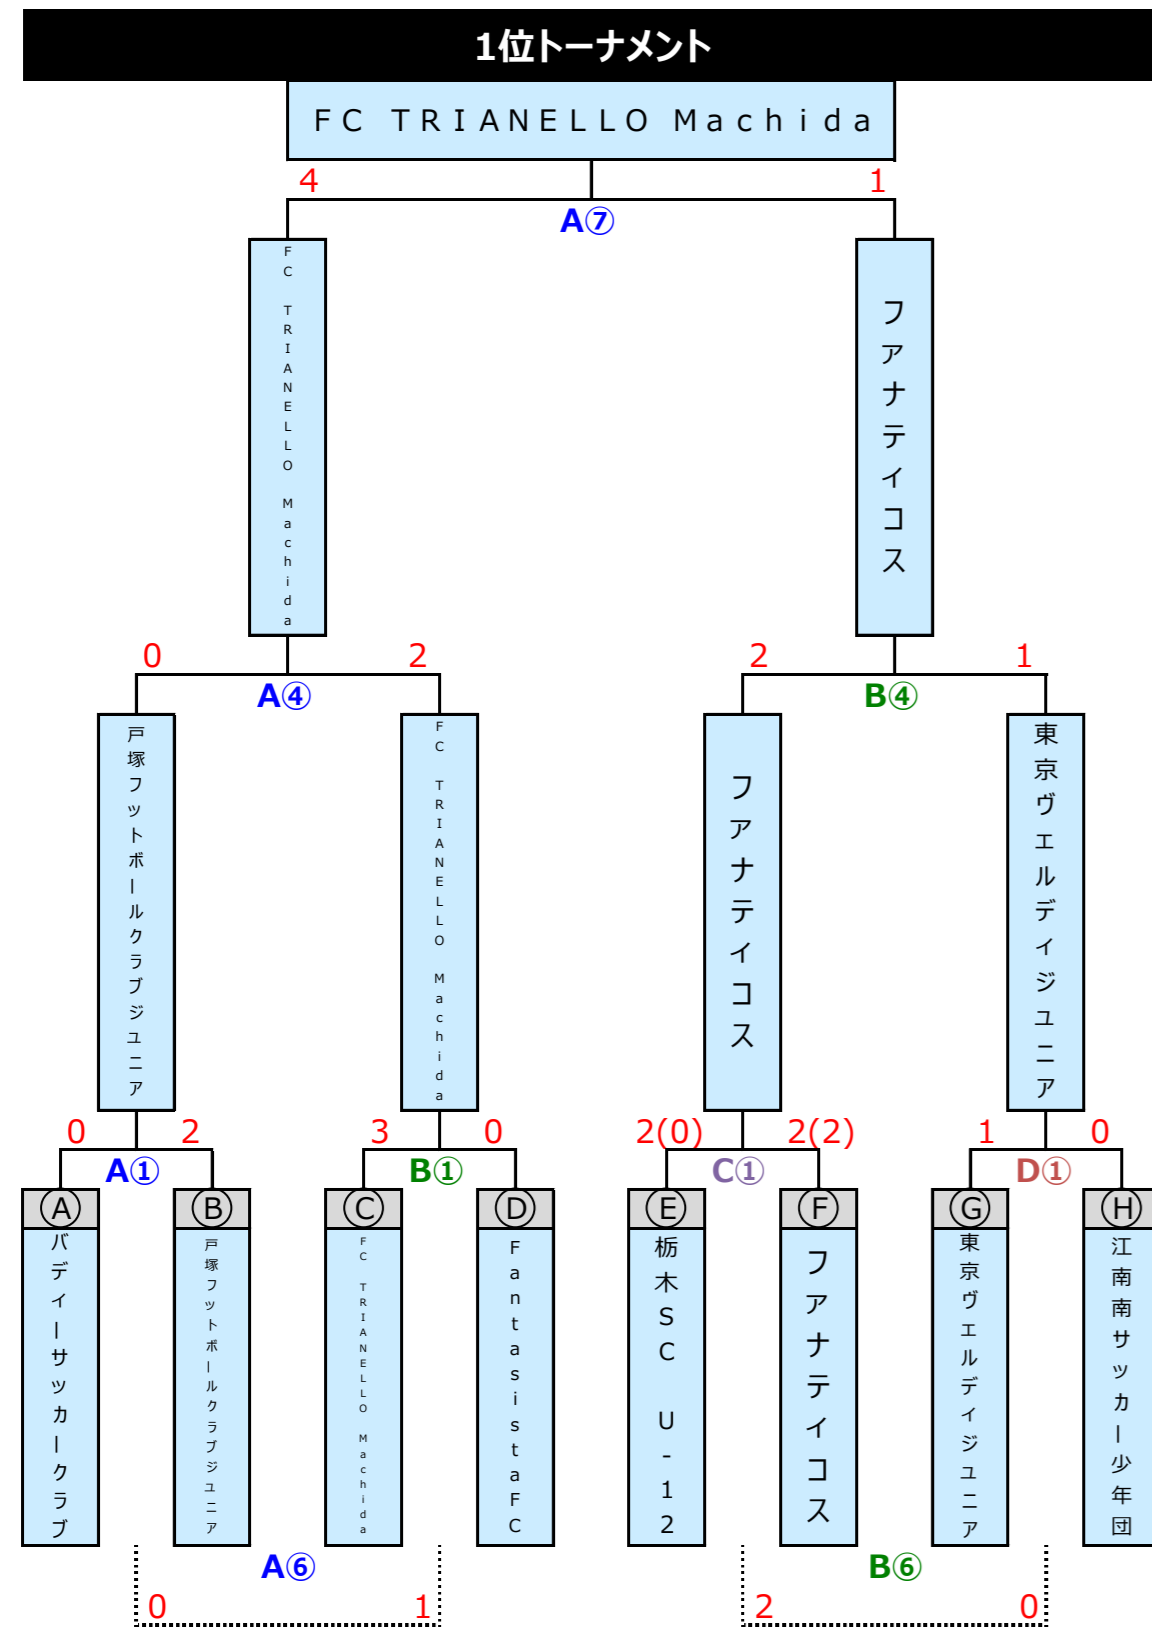 1位トーナメント
FC TRIANELLO Machida
4 1
A⑦
FC TRIANELLO Machida
ファナティコス
0 2 2 1
A④ B④
戸塚フットボールクラブジュニア
FC TRIANELLO Machida
ファナティコス
東京ヴェルディジュニア
0 2 3 0 2(0) 2(2) 1 0
A① B① C① D①
Ⓐ Ⓑ Ⓒ Ⓓ Ⓔ Ⓕ Ⓖ Ⓗ
バディーサッカークラブ
戸塚フットボールクラブジュニア
FC TRIANELLO Machida
FantasistaFC
栃木SC U-12
ファナティコス
東京ヴェルディジュニア
江南南サッカー少年団
A⑥ B⑥
0 1 2 0